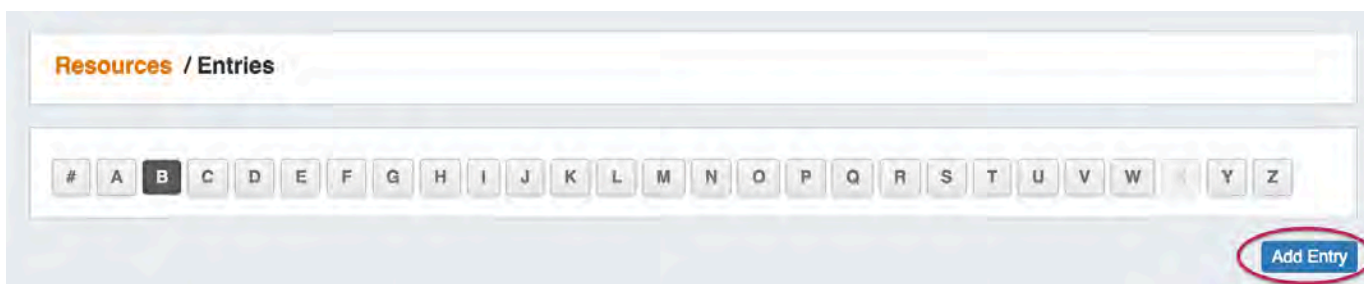 Resources / Entries
# A B C D E F G H I J K L M N O P Q R S T U V W X Y Z
Add Entry